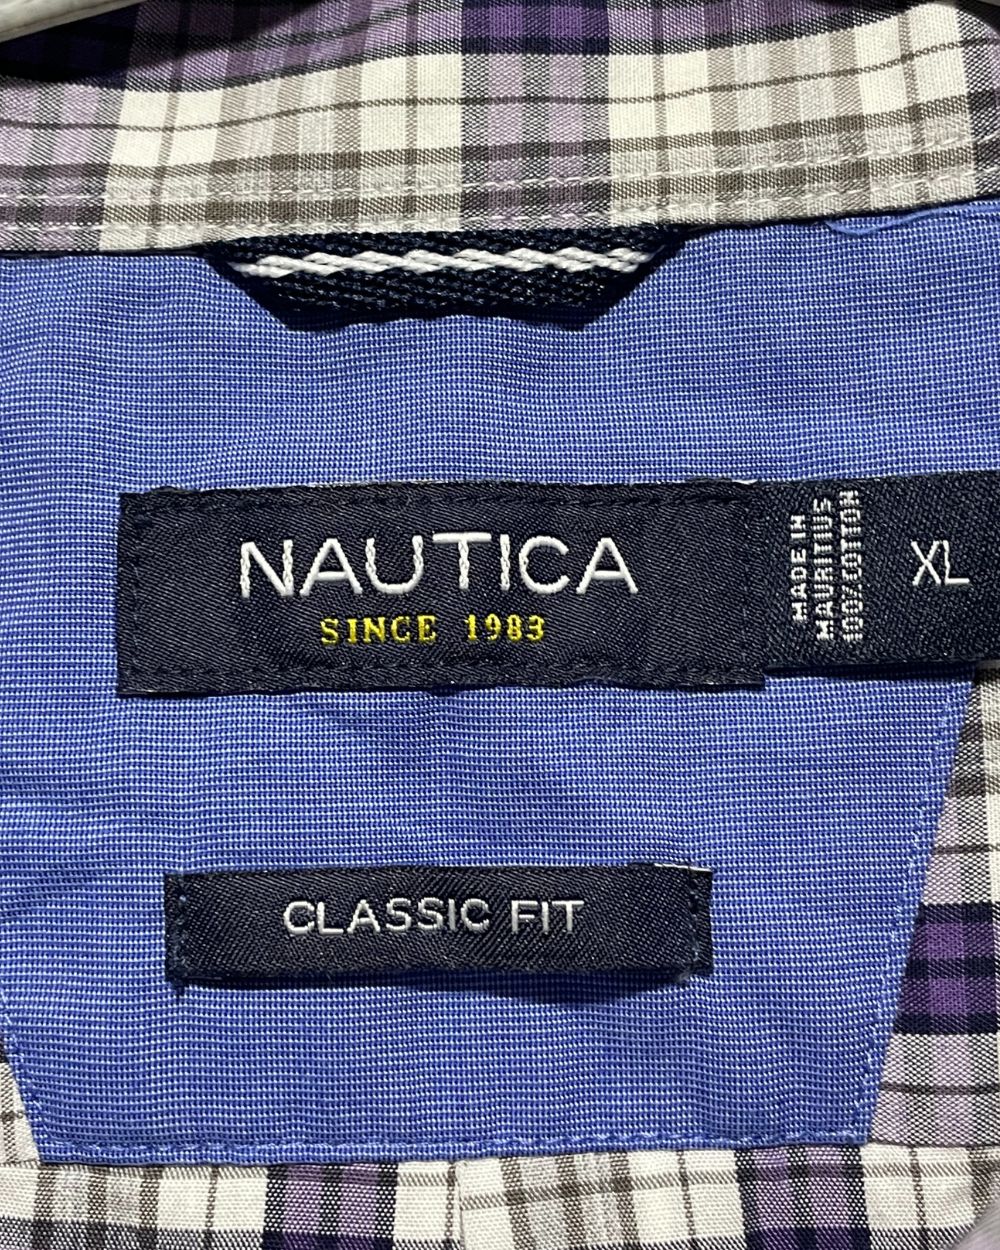 NAUTICA
SINCE 1983
MADE IN
MAURITIUS
100%COTTON
XL
CLASSIC FIT